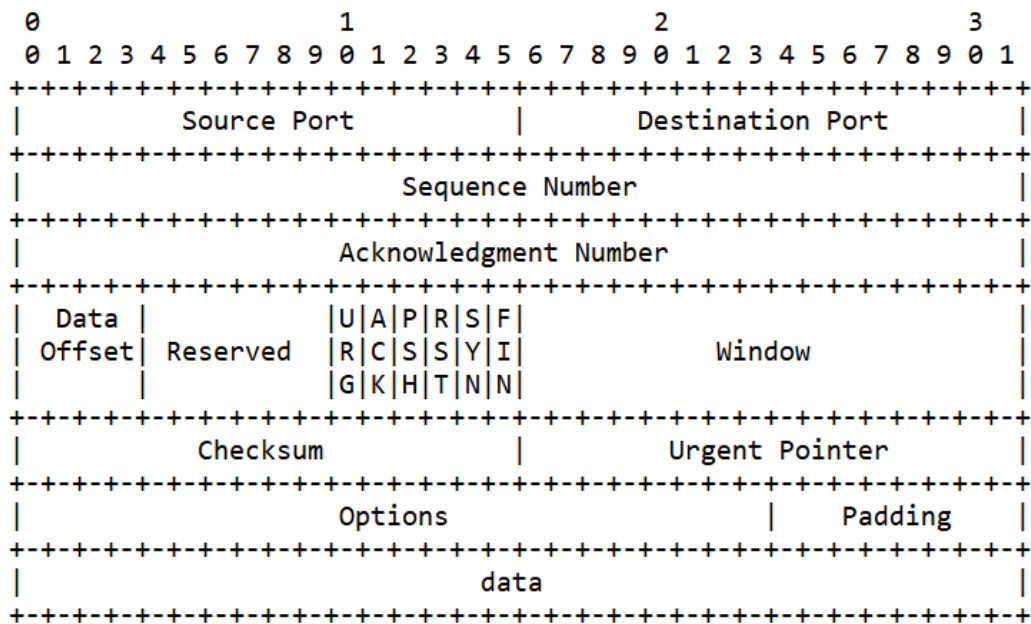 0                   1                   2                   3
 0 1 2 3 4 5 6 7 8 9 0 1 2 3 4 5 6 7 8 9 0 1 2 3 4 5 6 7 8 9 0 1
+-+-+-+-+-+-+-+-+-+-+-+-+-+-+-+-+-+-+-+-+-+-+-+-+-+-+-+-+-+-+-+-+
|          Source Port          |       Destination Port        |
+-+-+-+-+-+-+-+-+-+-+-+-+-+-+-+-+-+-+-+-+-+-+-+-+-+-+-+-+-+-+-+-+
|                        Sequence Number                        |
+-+-+-+-+-+-+-+-+-+-+-+-+-+-+-+-+-+-+-+-+-+-+-+-+-+-+-+-+-+-+-+-+
|                    Acknowledgment Number                      |
+-+-+-+-+-+-+-+-+-+-+-+-+-+-+-+-+-+-+-+-+-+-+-+-+-+-+-+-+-+-+-+-+
|  Data |           |U|A|P|R|S|F|                               |
| Offset| Reserved  |R|C|S|S|Y|I|            Window             |
|       |           |G|K|H|T|N|N|                               |
+-+-+-+-+-+-+-+-+-+-+-+-+-+-+-+-+-+-+-+-+-+-+-+-+-+-+-+-+-+-+-+-+
|           Checksum            |         Urgent Pointer        |
+-+-+-+-+-+-+-+-+-+-+-+-+-+-+-+-+-+-+-+-+-+-+-+-+-+-+-+-+-+-+-+-+
|                    Options                    |    Padding    |
+-+-+-+-+-+-+-+-+-+-+-+-+-+-+-+-+-+-+-+-+-+-+-+-+-+-+-+-+-+-+-+-+
|                             data                              |
+-+-+-+-+-+-+-+-+-+-+-+-+-+-+-+-+-+-+-+-+-+-+-+-+-+-+-+-+-+-+-+-+